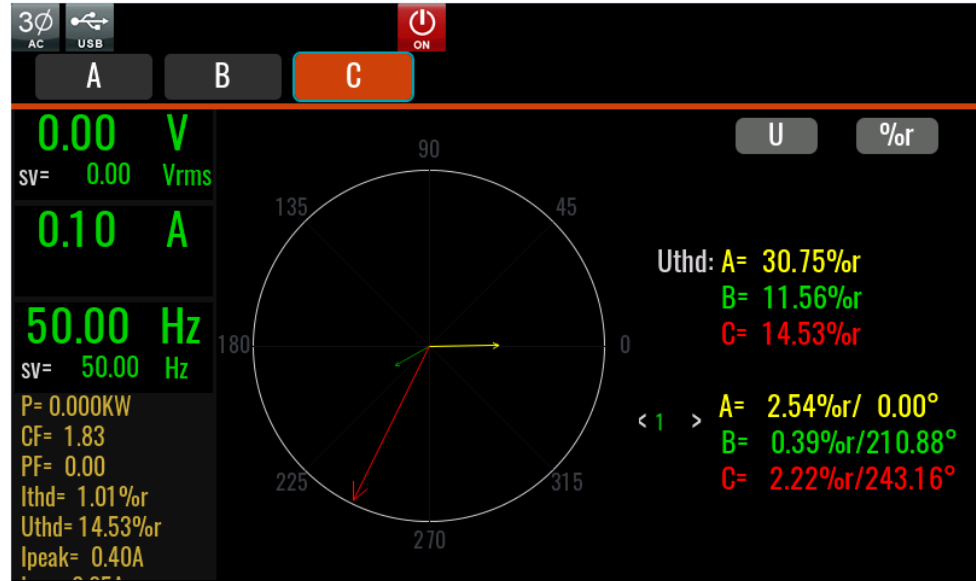 3Ø
AC
USB
ON
A B C
0.00 V
sv= 0.00 Vrms
0.10 A
50.00 Hz
sv= 50.00 Hz
P= 0.000KW
CF= 1.83
PF= 0.00
Ithd= 1.01%r
Uthd= 14.53%r
Ipeak= 0.40A
90
45
0
315
270
225
180
135
U %r
Uthd: A= 30.75%r
B= 11.56%r
C= 14.53%r
< 1 > A= 2.54%r/ 0.00°
B= 0.39%r/210.88°
C= 2.22%r/243.16°